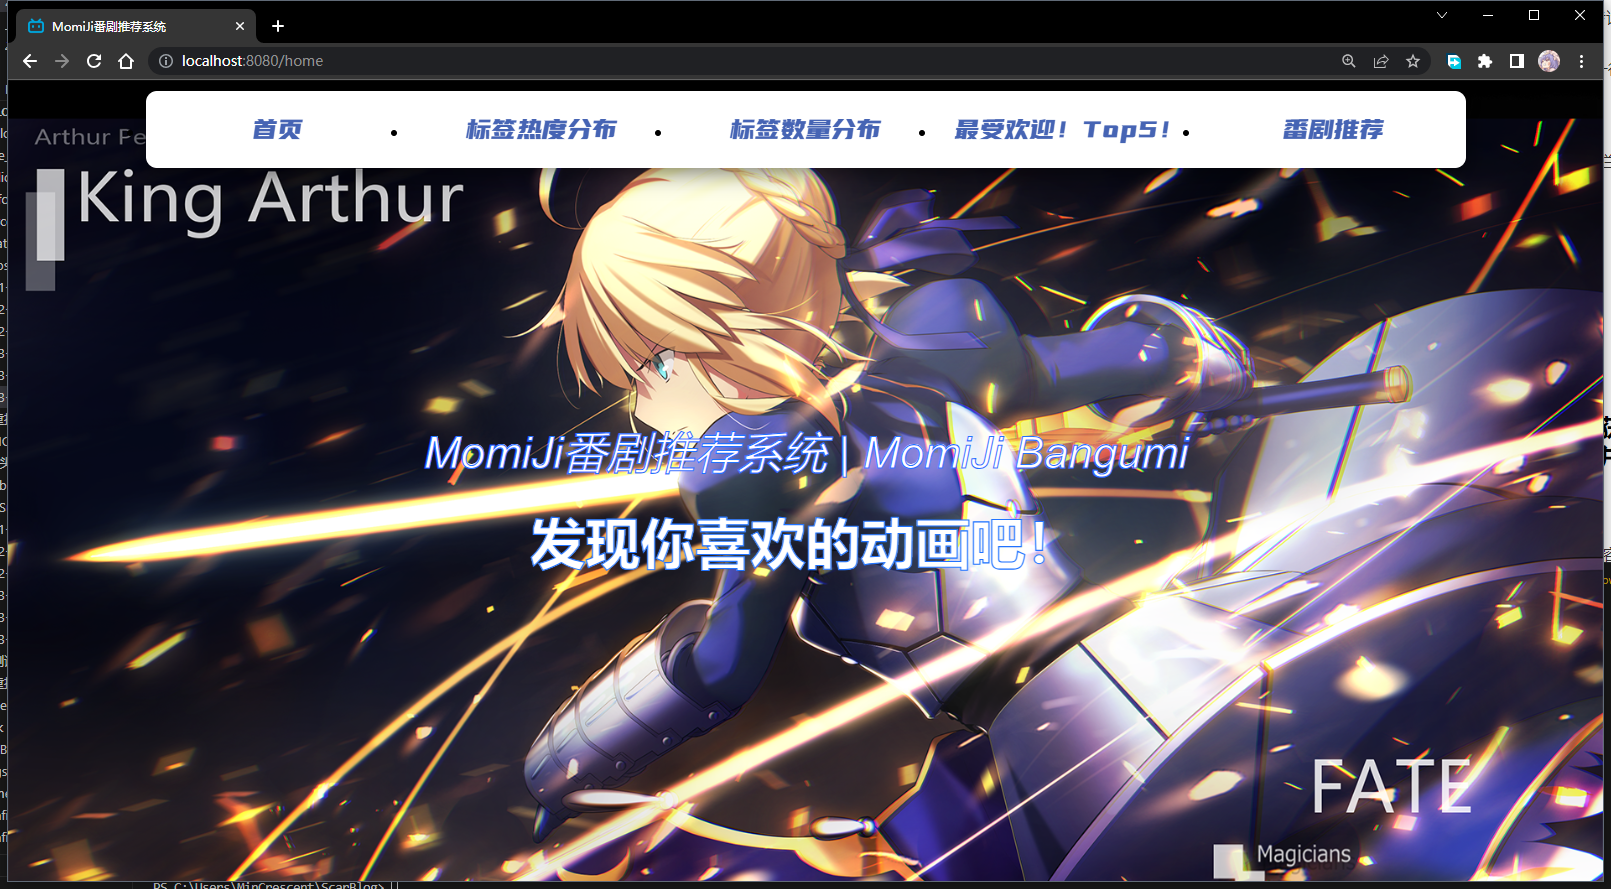 MomiJi番剧推荐系统
localhost:8080/home
首页 标签热度分布 标签数量分布 最受欢迎！Top5！ 番剧推荐
Arthur Fe
King Arthur
MomiJi番剧推荐系统 | MomiJi Bangumi
发现你喜欢的动画吧！
FATE
Magicians
PS C:\Users\MinCrescent\ScarBlog>